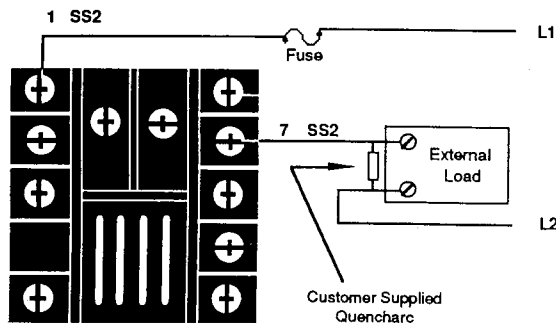 1 SS2
L1
Fuse
7 SS2
External
Load
L2
Customer Supplied
Quencharc